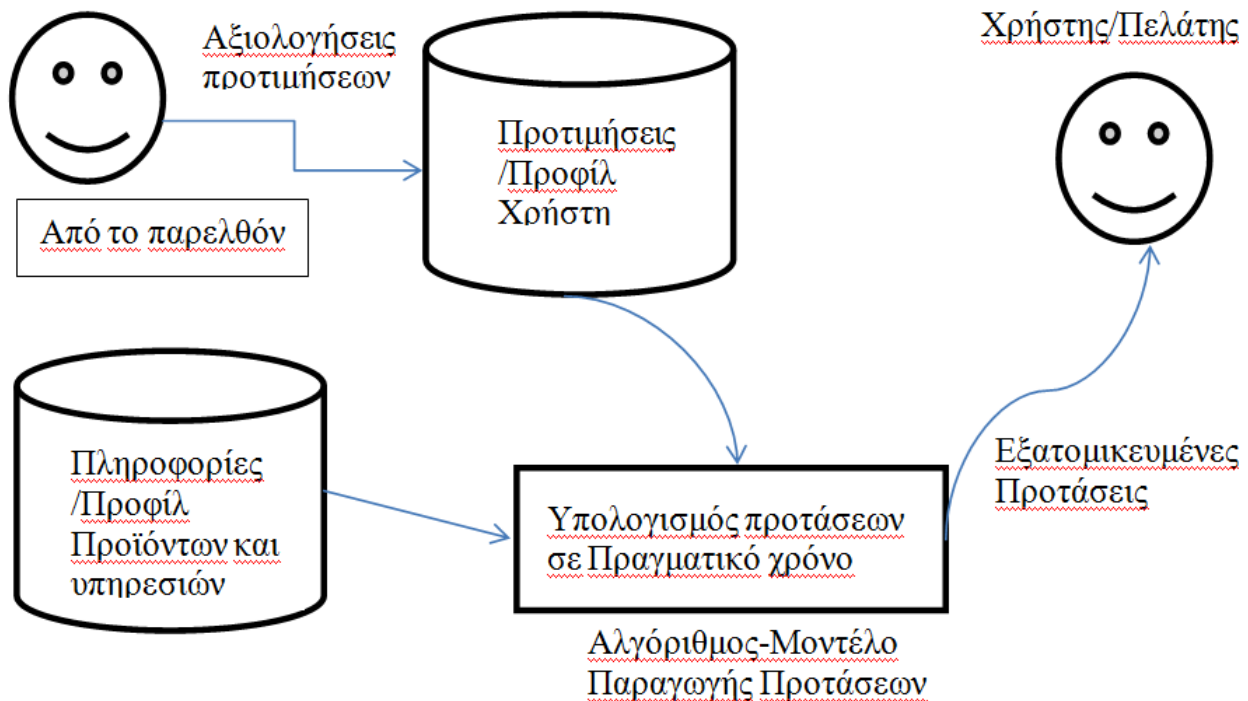 Αξιολογήσεις
προτιμήσεων
Χρήστης/Πελάτης
Προτιμήσεις
/Προφίλ
Χρήστη
Από το παρελθόν
Πληροφορίες
/Προφίλ
Προϊόντων και
υπηρεσιών
Υπολογισμός προτάσεων
σε Πραγματικό χρόνο
Εξατομικευμένες
Προτάσεις
Αλγόριθμος-Μοντέλο
Παραγωγής Προτάσεων